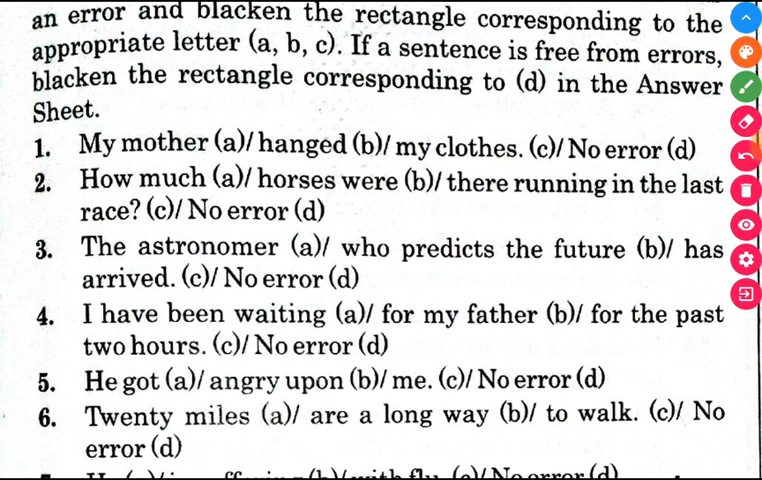 an error and blacken the rectangle corresponding to the
appropriate letter (a, b, c). If a sentence is free from errors,
blacken the rectangle corresponding to (d) in the Answer
Sheet.
1. My mother (a)/ hanged (b)/ my clothes. (c)/ No error (d)
2. How much (a)/ horses were (b)/ there running in the last
race? (c)/ No error (d)
3. The astronomer (a)/ who predicts the future (b)/ has
arrived. (c)/ No error (d)
4. I have been waiting (a)/ for my father (b)/ for the past
two hours. (c)/ No error (d)
5. He got (a)/ angry upon (b)/ me. (c)/ No error (d)
6. Twenty miles (a)/ are a long way (b)/ to walk. (c)/ No
error (d)
(b)/ with flu. (c)/ No error (d)